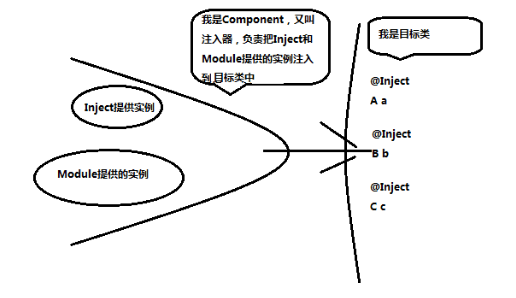 我是Component，又叫
注入器，负责把Inject和
Module提供的实例注入
到 目标类中
我是目标类
Inject提供实例
Module提供的实例
@Inject
A a
@Inject
B b
@Inject
C c